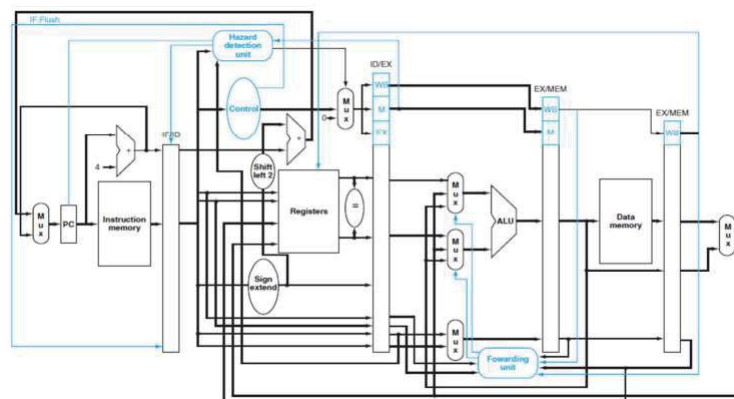 IF.Flush
Hazard
detection
unit
ID/EX
WB
EX/MEM
M
Control
M
u
x
0
WB
EX/MEM
IF/ID
EX
M
WB
+
+
4
Shift
left 2
M
u
x
PC
Instruction
memory
Registers
=
M
u
x
ALU
M
u
x
Data
memory
M
u
x
Sign
extend
M
u
x
Fowarding
unit